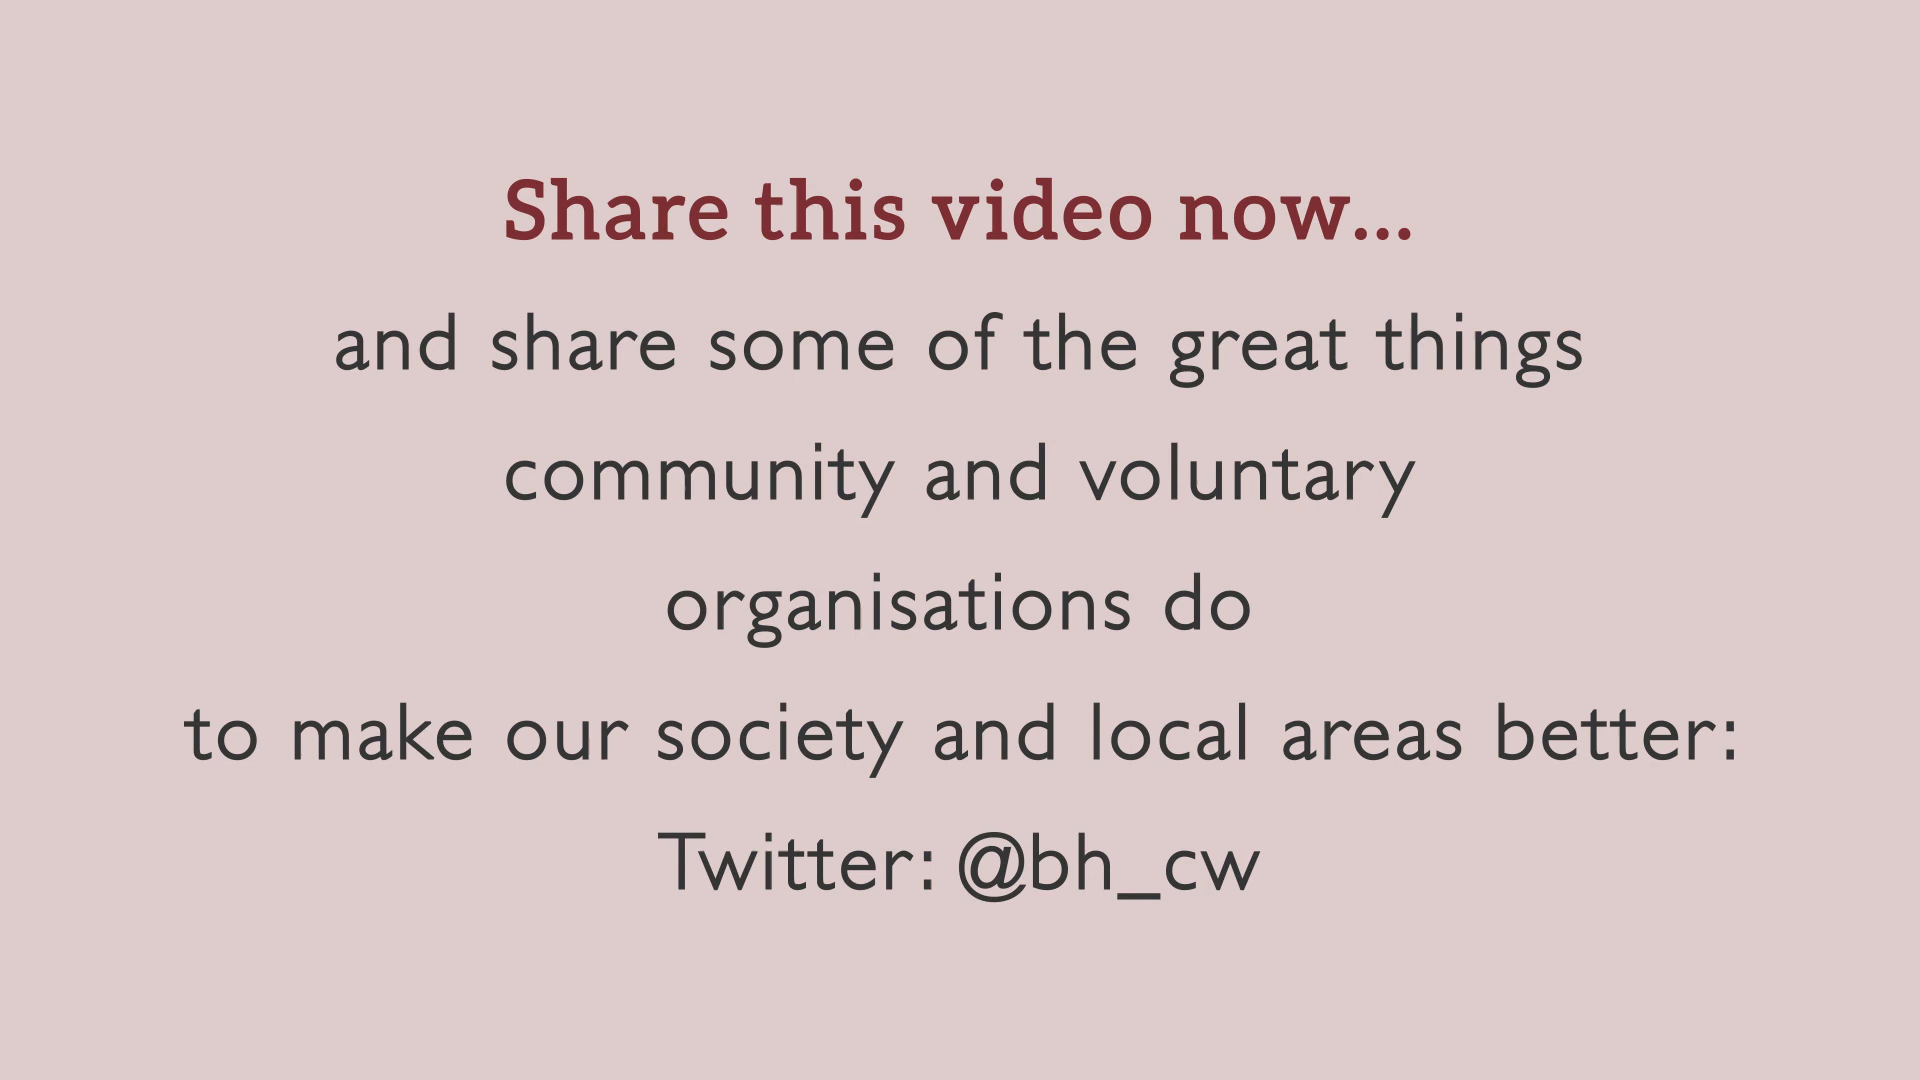 Share this video now...
and share some of the great things
community and voluntary
organisations do
to make our society and local areas better:
Twitter: @bh_cw